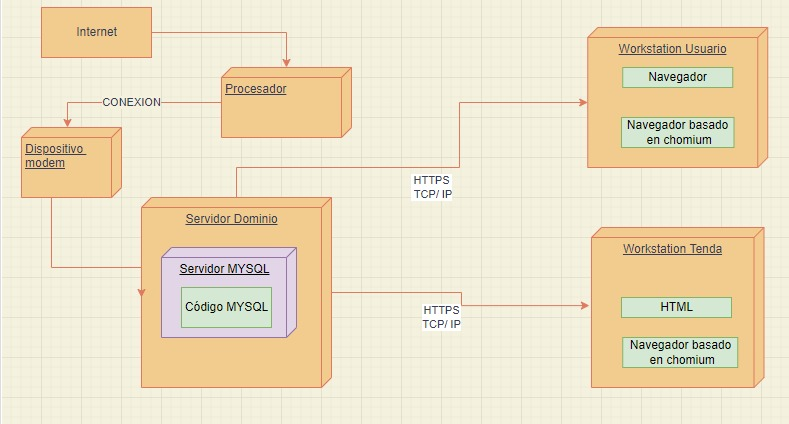 Internet
Procesador
CONEXION
Dispositivo
modem
Workstation Usuario
Navegador
Navegador basado
en chomium
HTTPS
TCP/ IP
Servidor Dominio
Servidor MYSQL
Código MYSQL
HTTPS
TCP/ IP
Workstation Tenda
HTML
Navegador basado
en chomium